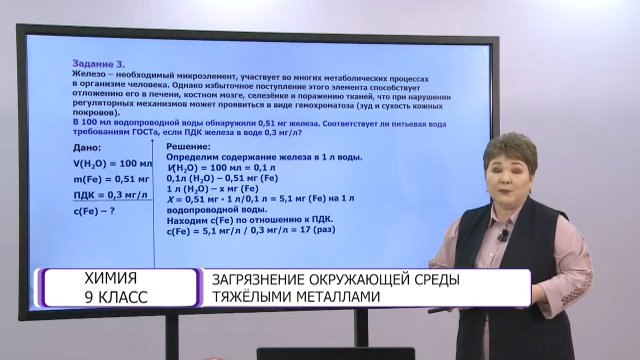 Задание 3.
Железо – необходимый микроэлемент, участвует во многих метаболических процессах
в организме человека. Однако избыточное поступление этого элемента способствует
отложению его в печени, костном мозге, селезёнке и поражению тканей, что при нарушении
регуляторных механизмов может проявиться в виде гемохроматоза (зуд и сухость кожных
покровов).
В 100 мл водопроводной воды обнаружили 0,51 мг железа. Соответствует ли питьевая вода
требованиям ГОСТа, если ПДК железа в воде 0,3 мг/л?
Дано:
V(H₂O) = 100 мл
m(Fe) = 0,51 мг
ПДК = 0,3 мг/л
c(Fe) – ?
Решение:
Определим содержание железа в 1 л воды.
V(H₂O) = 100 мл = 0,1 л
0,1л (H₂O) – 0,51 мг (Fe)
1 л (H₂O) – x мг (Fe)
X = 0,51 мг · 1 л/0,1 л = 5,1 мг (Fe) на 1 л
водопроводной воды.
Находим c(Fe) по отношению к ПДК.
c(Fe) = 5,1 мг/л / 0,3 мг/л = 17 (раз)
ХИМИЯ
9 КЛАСС
ЗАГРЯЗНЕНИЕ ОКРУЖАЮЩЕЙ СРЕДЫ
ТЯЖЁЛЫМИ МЕТАЛЛАМИ